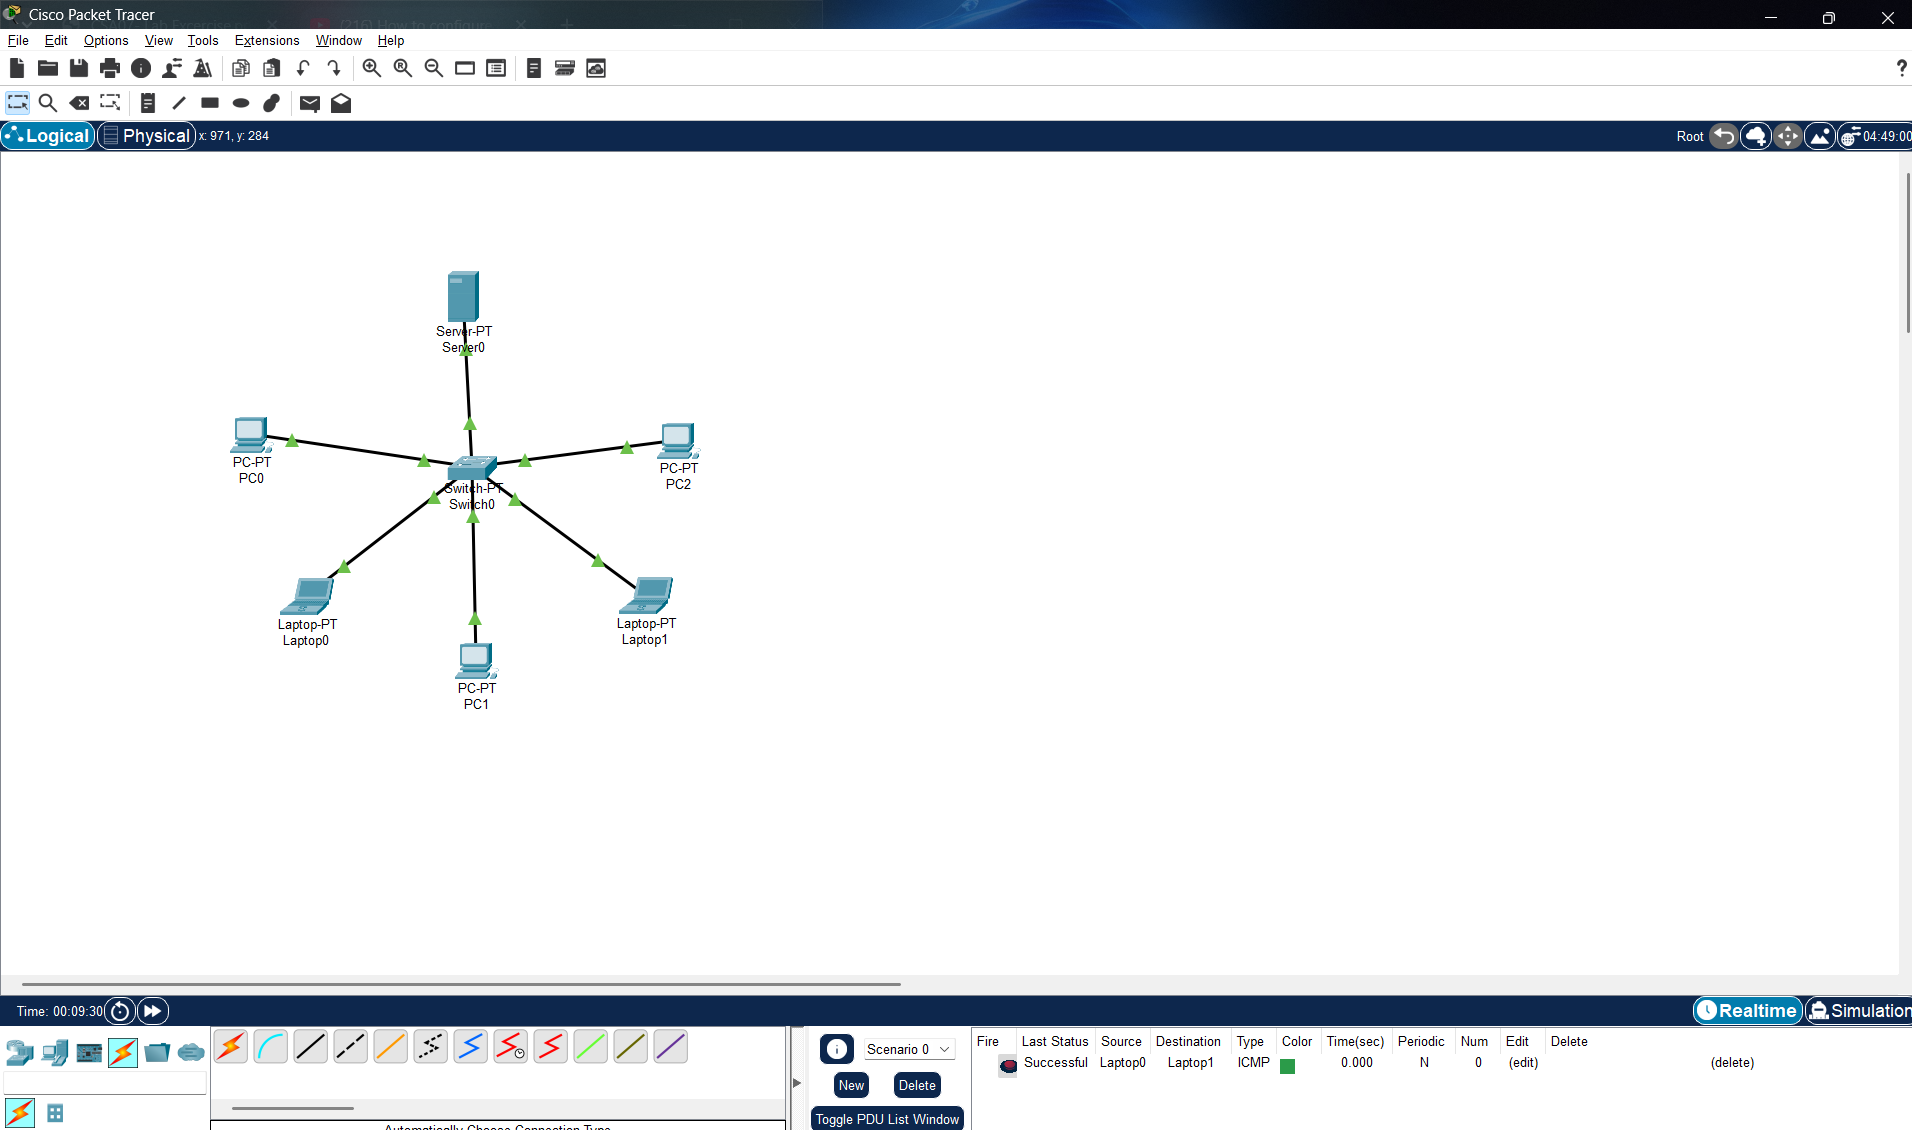 Cisco Packet Tracer
File Edit Options View Tools Extensions Window Help
?
Logical Physical x: 971, y: 284 Root 04:49:00
Server-PT
Server0
PC-PT
PC0
PC-PT
PC2
Switch-PT
Switch0
Laptop-PT
Laptop0
Laptop-PT
Laptop1
PC-PT
PC1
Time: 00:09:30 Realtime Simulation
Scenario 0
New Delete
Toggle PDU List Window
Fire Last Status Source Destination Type Color Time(sec) Periodic Num Edit Delete
Successful Laptop0 Laptop1 ICMP 0.000 N 0 (edit) (delete)
Automatically Choose Connection Type